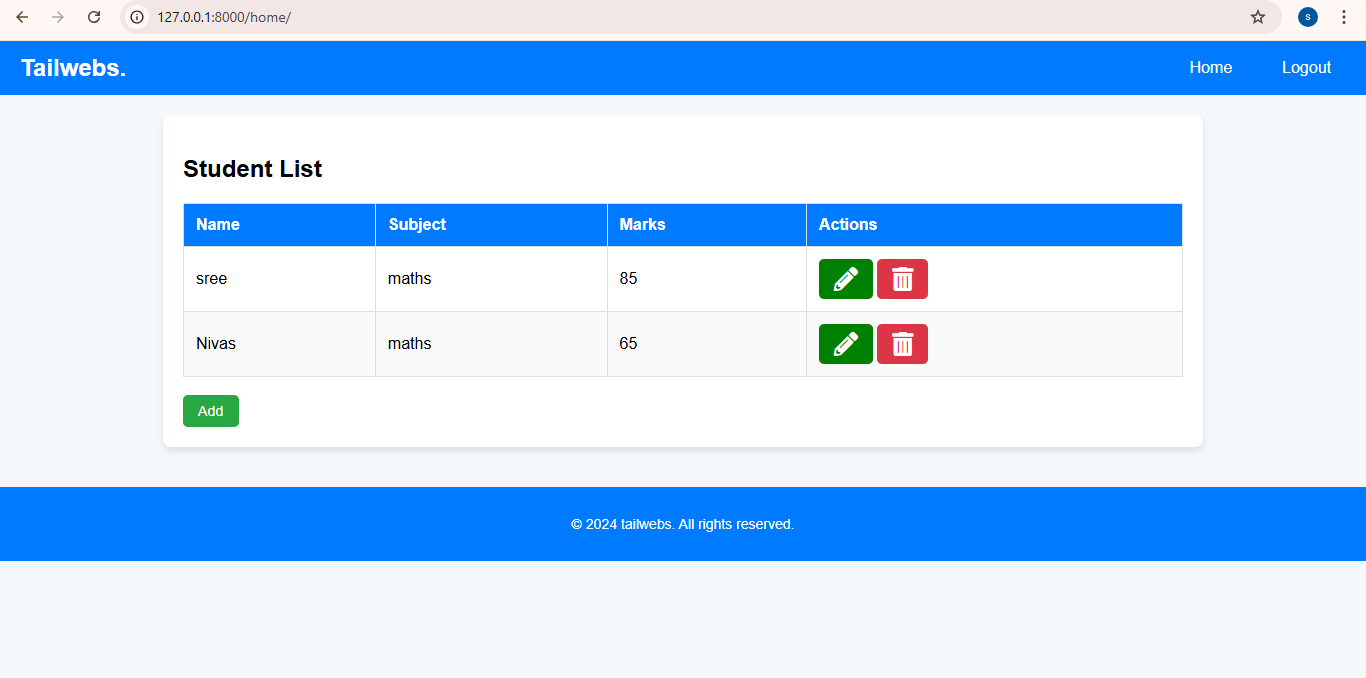 127.0.0.1:8000/home/
s
Tailwebs.
Home Logout
Student List
Name Subject Marks Actions
sree maths 85
Nivas maths 65
Add
© 2024 tailwebs. All rights reserved.